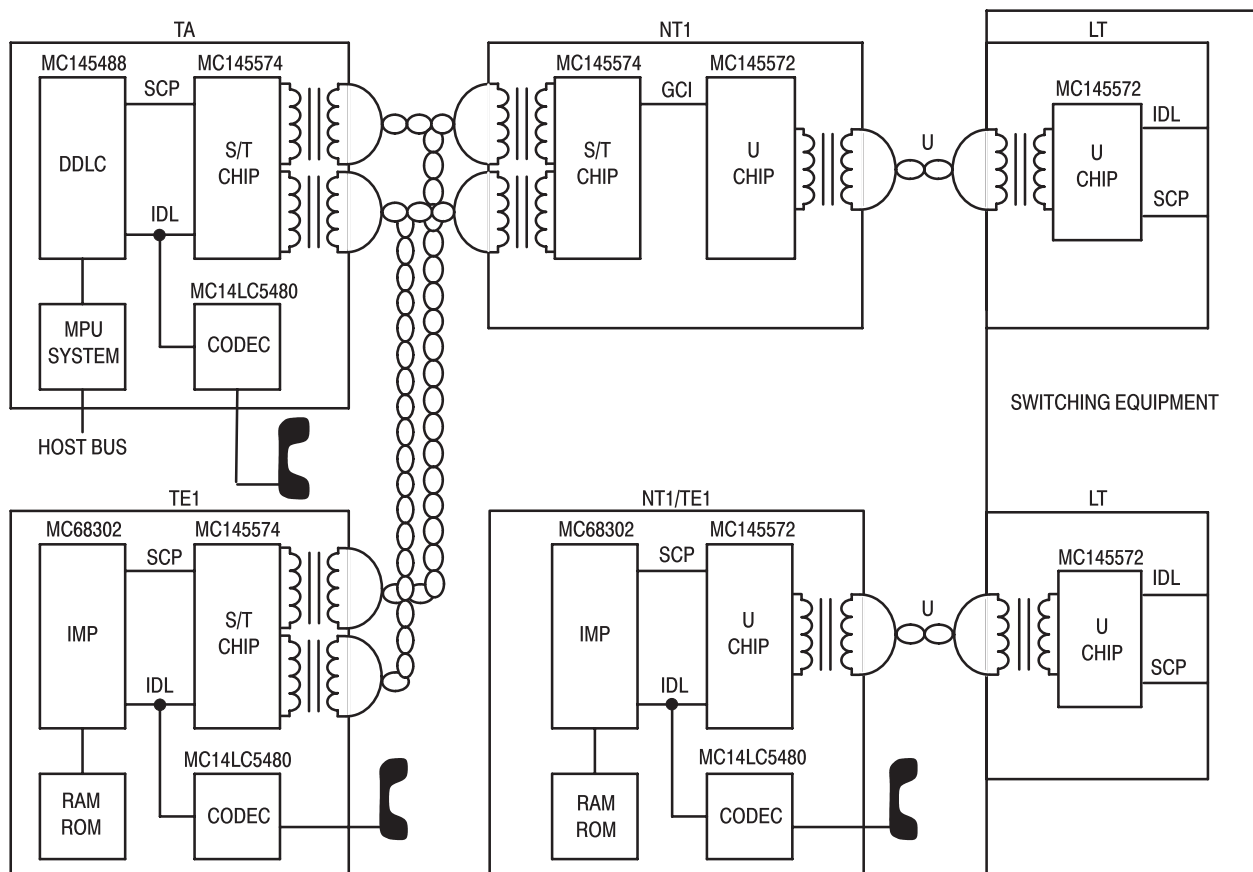 TA
MC145488
MC145574
SCP
DDLC
S/T
CHIP
IDL
MC14LC5480
MPU
SYSTEM
CODEC
HOST BUS
NT1
MC145574
MC145572
GCI
S/T
CHIP
U
CHIP
U
LT
MC145572
IDL
U
CHIP
SCP
SWITCHING EQUIPMENT
TE1
MC68302
MC145574
SCP
IMP
S/T
CHIP
IDL
MC14LC5480
RAM
ROM
CODEC
NT1/TE1
MC68302
MC145572
SCP
IMP
U
CHIP
IDL
MC14LC5480
RAM
ROM
CODEC
U
LT
MC145572
IDL
U
CHIP
SCP